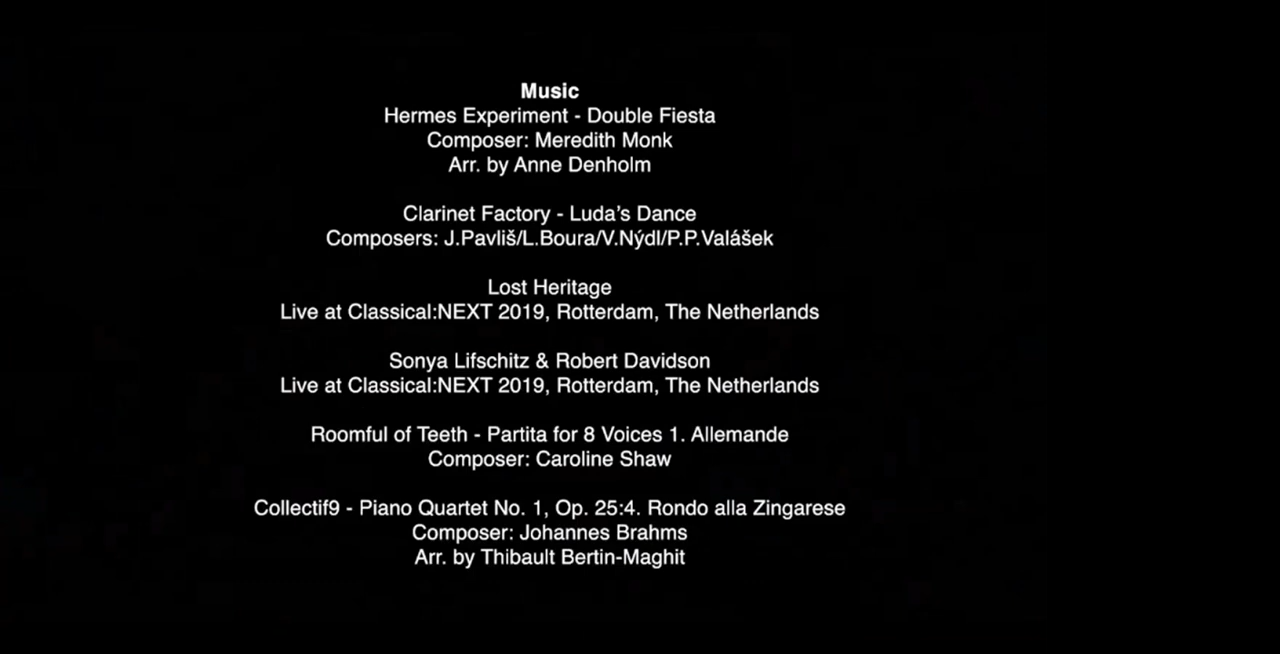 Music
Hermes Experiment - Double Fiesta
Composer: Meredith Monk
Arr. by Anne Denholm
Clarinet Factory - Luda's Dance
Composers: J.Pavliš/L.Boura/V.Nýdl/P.P.Valášek
Lost Heritage
Live at Classical:NEXT 2019, Rotterdam, The Netherlands
Sonya Lifschitz & Robert Davidson
Live at Classical:NEXT 2019, Rotterdam, The Netherlands
Roomful of Teeth - Partita for 8 Voices 1. Allemande
Composer: Caroline Shaw
Collectif9 - Piano Quartet No. 1, Op. 25:4. Rondo alla Zingarese
Composer: Johannes Brahms
Arr. by Thibault Bertin-Maghit